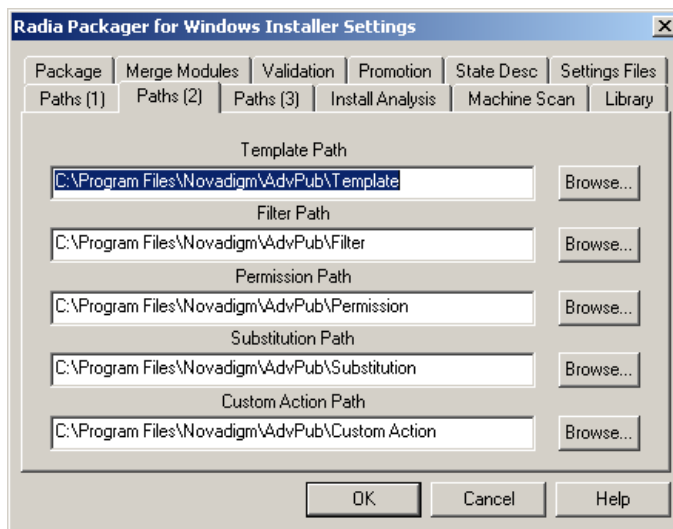 Radia Packager for Windows Installer Settings
Package Merge Modules Validation Promotion State Desc Settings Files
Paths (1) Paths (2) Paths (3) Install Analysis Machine Scan Library
Template Path
C:\Program Files\Novadigm\AdvPub\Template Browse...
Filter Path
C:\Program Files\Novadigm\AdvPub\Filter Browse...
Permission Path
C:\Program Files\Novadigm\AdvPub\Permission Browse...
Substitution Path
C:\Program Files\Novadigm\AdvPub\Substitution Browse...
Custom Action Path
C:\Program Files\Novadigm\AdvPub\Custom Action Browse...
OK Cancel Help